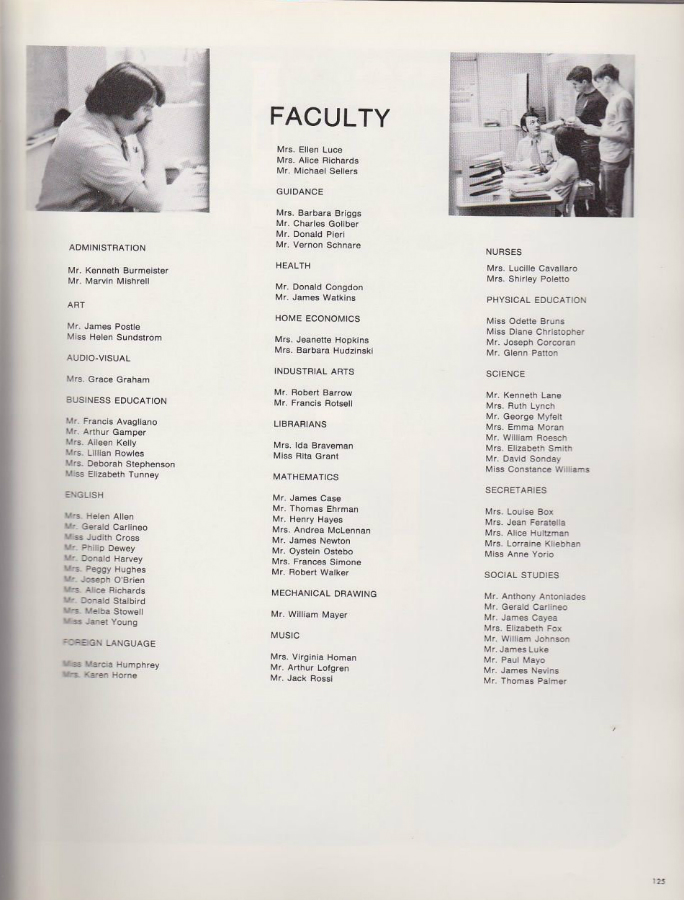 FACULTY
ADMINISTRATION
Mr. Kenneth Burmeister
Mr. Marvin Mishrell
ART
Mr. James Postle
Miss Helen Sundstrom
AUDIO-VISUAL
Mrs. Grace Graham
BUSINESS EDUCATION
Mr. Francis Avagliano
Mr. Arthur Gamper
Mrs. Aileen Kelly
Mrs. Lillian Rowles
Mrs. Deborah Stephenson
Miss Elizabeth Tunney
ENGLISH
Mrs. Helen Allen
Mr. Gerald Carlineo
Miss Judith Cross
Mr. Philip Dewey
Mr. Donald Harvey
Mrs. Peggy Hughes
Mr. Joseph O'Brien
Mrs. Alice Richards
Mr. Donald Stalbird
Mrs. Melba Stowell
Miss Janet Young
FOREIGN LANGUAGE
Miss Marcia Humphrey
Mrs. Karen Horne
Mrs. Ellen Luce
Mrs. Alice Richards
Mr. Michael Sellers
GUIDANCE
Mrs. Barbara Briggs
Mr. Charles Goliber
Mr. Donald Pieri
Mr. Vernon Schnare
HEALTH
Mr. Donald Congdon
Mr. James Watkins
HOME ECONOMICS
Mrs. Jeanette Hopkins
Mrs. Barbara Hudzinski
INDUSTRIAL ARTS
Mr. Robert Barrow
Mr. Francis Rotsell
LIBRARIANS
Mrs. Ida Braveman
Miss Rita Grant
MATHEMATICS
Mr. James Case
Mr. Thomas Ehrman
Mr. Henry Hayes
Mrs. Andrea McLennan
Mr. James Newton
Mr. Oystein Ostebo
Mrs. Frances Simone
Mr. Robert Walker
MECHANICAL DRAWING
Mr. William Mayer
MUSIC
Mrs. Virginia Homan
Mr. Arthur Lofgren
Mr. Jack Rossi
NURSES
Mrs. Lucille Cavallaro
Mrs. Shirley Poletto
PHYSICAL EDUCATION
Miss Odette Bruns
Miss Diane Christopher
Mr. Joseph Corcoran
Mr. Glenn Patton
SCIENCE
Mr. Kenneth Lane
Mrs. Ruth Lynch
Mr. George Myfelt
Mrs. Emma Moran
Mr. William Roesch
Mrs. Elizabeth Smith
Mr. David Sonday
Miss Constance Williams
SECRETARIES
Mrs. Louise Box
Mrs. Jean Feratella
Mrs. Alice Hultzman
Mrs. Lorraine Kliebhan
Miss Anne Yorio
SOCIAL STUDIES
Mr. Anthony Antoniades
Mr. Gerald Carlineo
Mr. James Cayea
Mrs. Elizabeth Fox
Mr. William Johnson
Mr. James Luke
Mr. Paul Mayo
Mr. James Nevins
Mr. Thomas Palmer
125